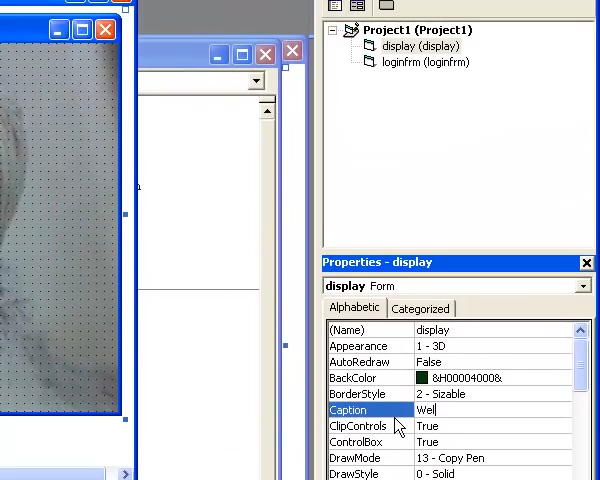 Project1 (Project1)
display (display)
loginfrm (loginfrm)
Properties - display
display Form
Alphabetic Categorized
(Name) display
Appearance 1 - 3D
AutoRedraw False
BackColor &H00004000&
BorderStyle 2 - Sizable
Caption Wel
ClipControls True
ControlBox True
DrawMode 13 - Copy Pen
DrawStyle 0 - Solid